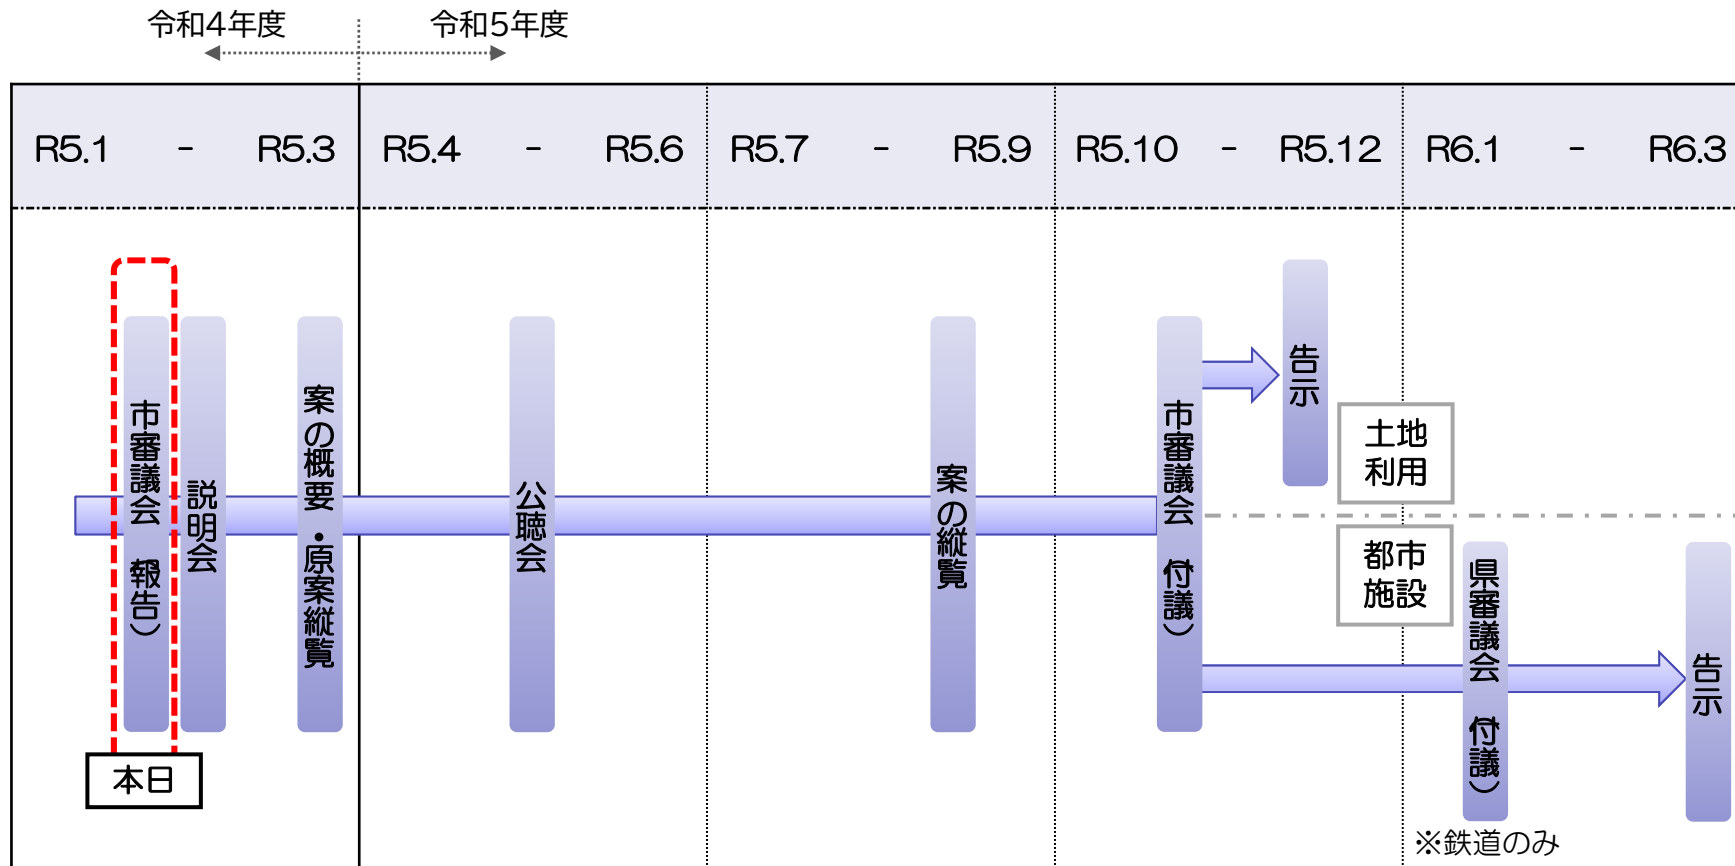 令和4年度
令和5年度
R5.1 - R5.3
R5.4 - R5.6
R5.7 - R5.9
R5.10 - R5.12
R6.1 - R6.3
市審議会（報告）
説明会
案の概要・原案縦覧
公聴会
案の縦覧
市審議会（付議）
告示
土地
利用
都市
施設
県審議会（付議）
告示
本日
※鉄道のみ